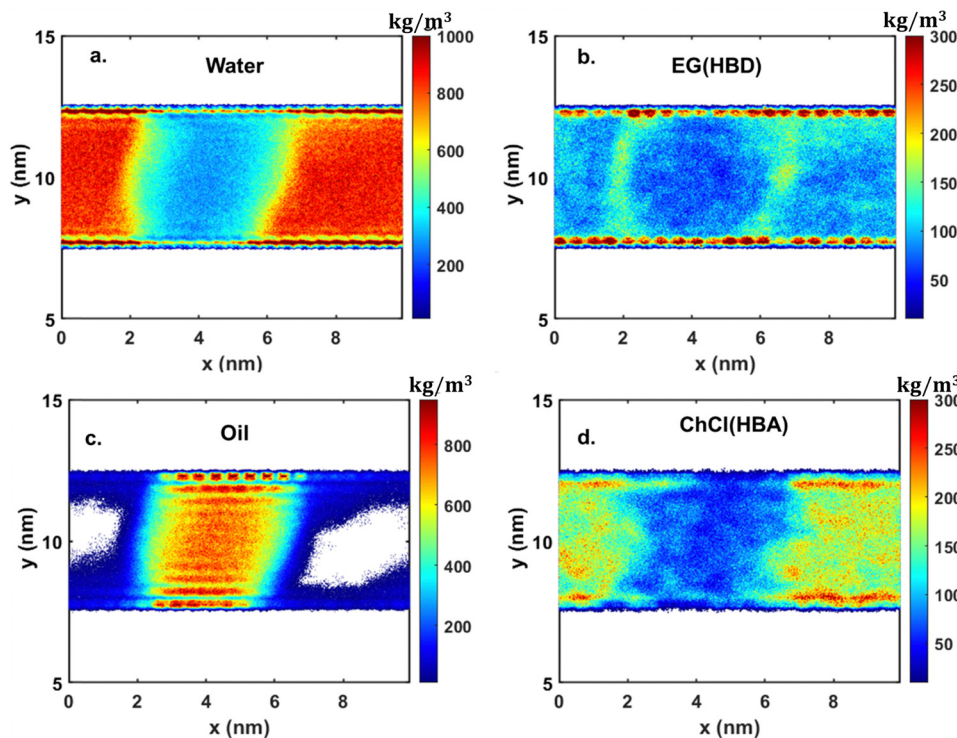 kg/m³
15
a.
Water
y (nm)
10
5
0 2 4 6 8
x (nm)
1000
800
600
400
200
kg/m³
15
b.
EG(HBD)
y (nm)
10
5
0 2 4 6 8
x (nm)
300
250
200
150
100
50
kg/m³
15
c.
Oil
y (nm)
10
5
0 2 4 6 8
x (nm)
800
600
400
200
kg/m³
15
d.
ChCl(HBA)
y (nm)
10
5
0 2 4 6 8
x (nm)
300
250
200
150
100
50